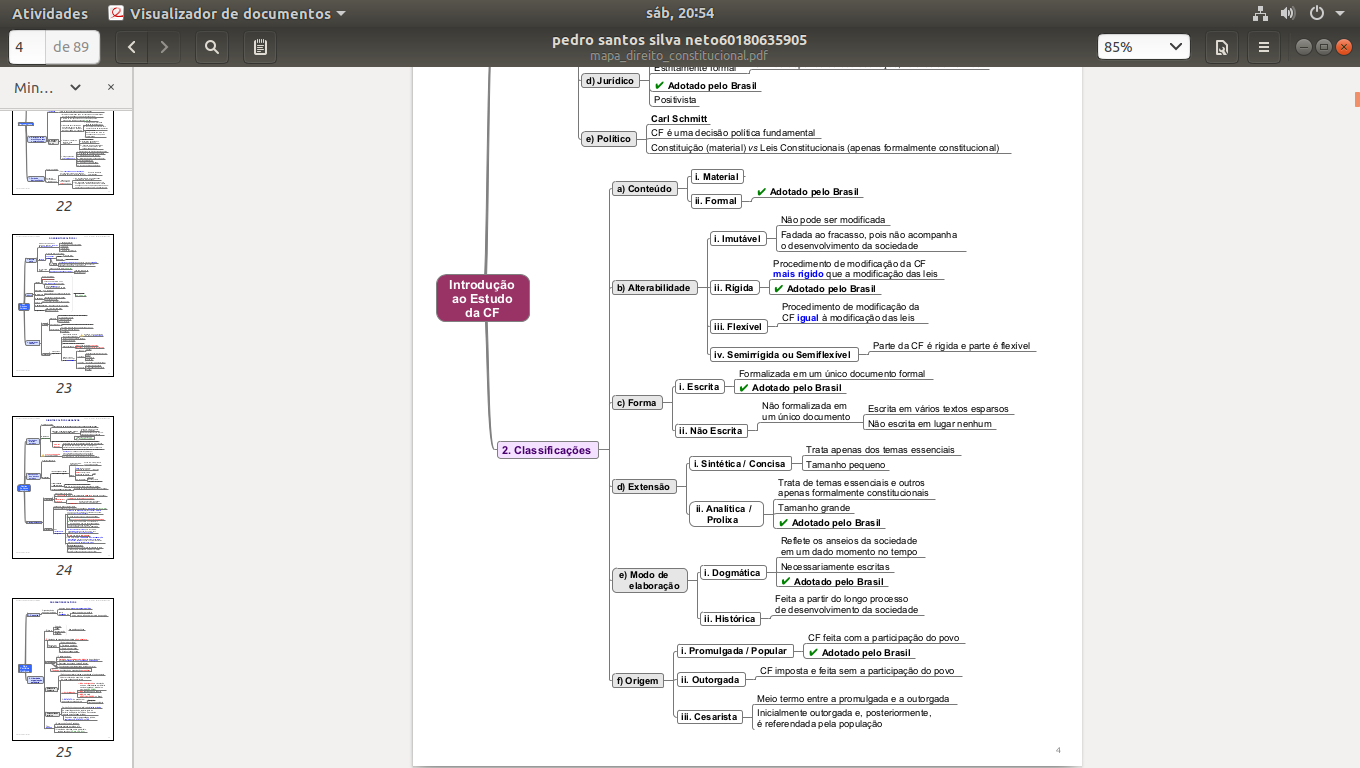 Atividades
Visualizador de documentos
sáb, 20:54
4
de 89
pedro santos silva neto60180635905
mapa_direito_constitucional.pdf
85%
Min...
22
23
24
25
Estritamente formal
d) Jurídico
✔ Adotado pelo Brasil
Positivista
Carl Schmitt
e) Político
CF é uma decisão política fundamental
Constituição (material) vs Leis Constitucionais (apenas formalmente constitucional)
Introdução
ao Estudo
da CF
2. Classificações
a) Conteúdo
i. Material
ii. Formal
✔ Adotado pelo Brasil
b) Alterabilidade
i. Imutável
Não pode ser modificada
Fadada ao fracasso, pois não acompanha
o desenvolvimento da sociedade
ii. Rígida
Procedimento de modificação da CF
mais rígido que a modificação das leis
✔ Adotado pelo Brasil
iii. Flexível
Procedimento de modificação da
CF igual à modificação das leis
iv. Semirrígida ou Semiflexível
Parte da CF é rígida e parte é flexível
c) Forma
i. Escrita
Formalizada em um único documento formal
✔ Adotado pelo Brasil
ii. Não Escrita
Não formalizada em
um único documento
Escrita em vários textos esparsos
Não escrita em lugar nenhum
d) Extensão
i. Sintética / Concisa
Trata apenas dos temas essenciais
Tamanho pequeno
ii. Analítica /
Prolixa
Trata de temas essenciais e outros
apenas formalmente constitucionais
Tamanho grande
✔ Adotado pelo Brasil
e) Modo de
elaboração
i. Dogmática
Reflete os anseios da sociedade
em um dado momento no tempo
Necessariamente escritas
✔ Adotado pelo Brasil
ii. Histórica
Feita a partir do longo processo
de desenvolvimento da sociedade
f) Origem
i. Promulgada / Popular
CF feita com a participação do povo
✔ Adotado pelo Brasil
ii. Outorgada
CF imposta e feita sem a participação do povo
iii. Cesarista
Meio termo entre a promulgada e a outorgada
Inicialmente outorgada e, posteriormente,
é referendada pela população
4